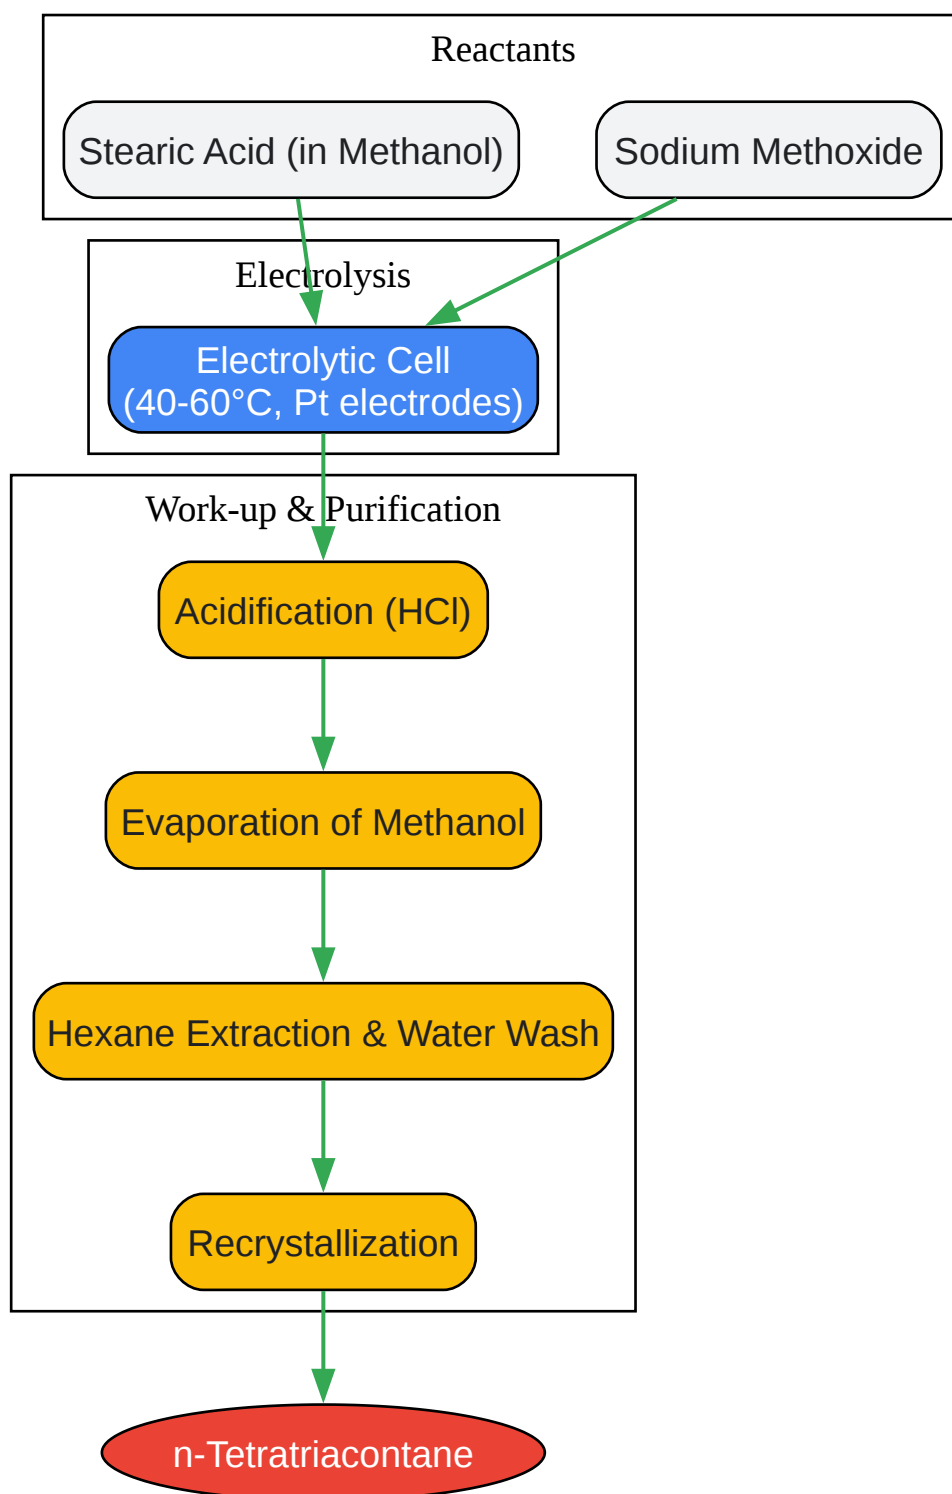 Reactants
Stearic Acid (in Methanol)
Sodium Methoxide
Electrolysis
Electrolytic Cell
(40-60°C, Pt electrodes)
Work-up & Purification
Acidification (HCl)
Evaporation of Methanol
Hexane Extraction & Water Wash
Recrystallization
n-Tetratriacontane